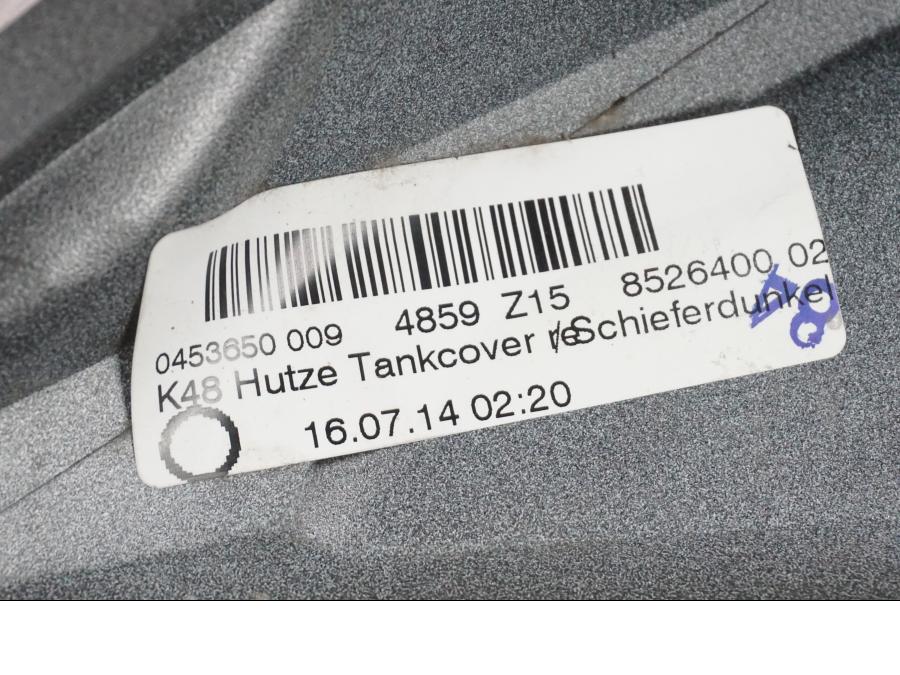 0453650 009 4859 Z15 8526400 02
K48 Hutze Tankcover re/Schieferdunkel
16.07.14 02:20